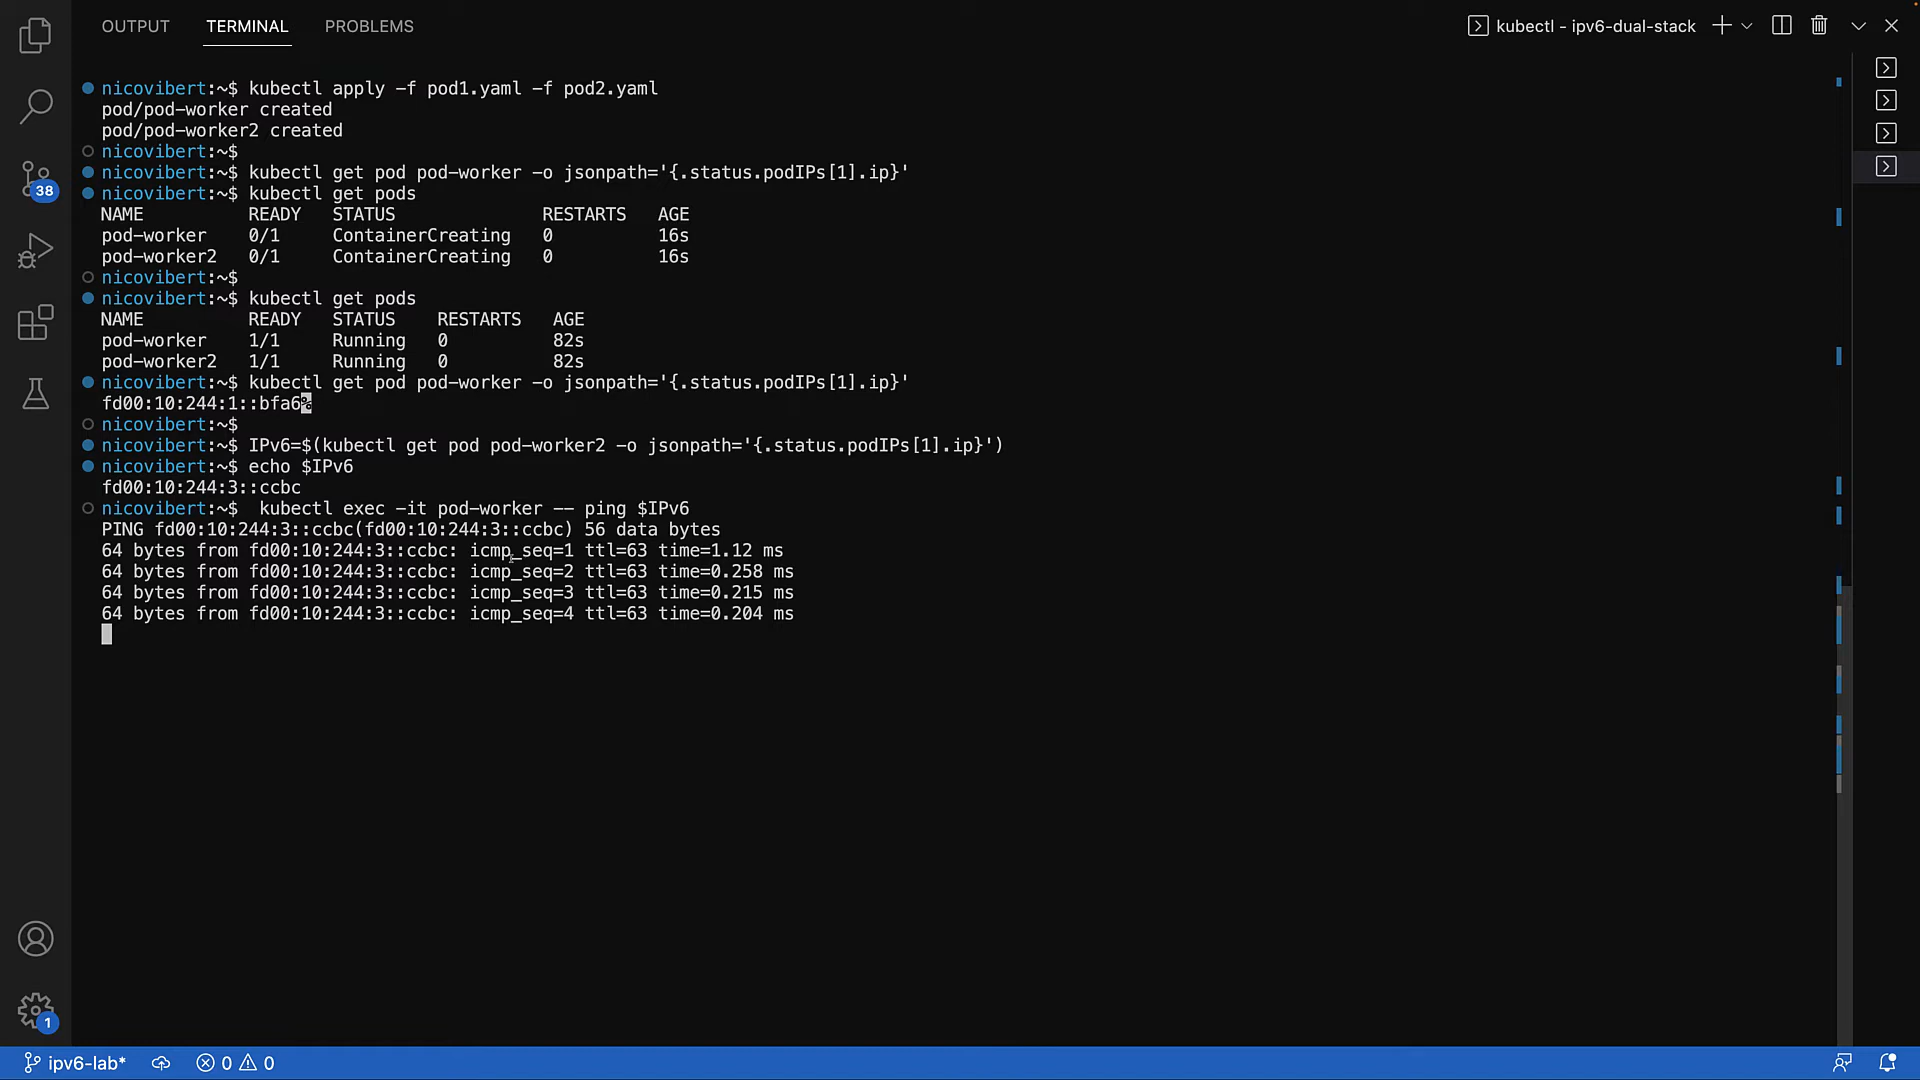 OUTPUT TERMINAL PROBLEMS kubectl - ipv6-dual-stack
nicovibert:~$ kubectl apply -f pod1.yaml -f pod2.yaml
pod/pod-worker created
pod/pod-worker2 created
nicovibert:~$
nicovibert:~$ kubectl get pod pod-worker -o jsonpath='{.status.podIPs[1].ip}'
nicovibert:~$ kubectl get pods
NAME READY STATUS RESTARTS AGE
pod-worker 0/1 ContainerCreating 0 16s
pod-worker2 0/1 ContainerCreating 0 16s
nicovibert:~$
nicovibert:~$ kubectl get pods
NAME READY STATUS RESTARTS AGE
pod-worker 1/1 Running 0 82s
pod-worker2 1/1 Running 0 82s
nicovibert:~$ kubectl get pod pod-worker -o jsonpath='{.status.podIPs[1].ip}'
fd00:10:244:1::bfa6%
nicovibert:~$
nicovibert:~$ IPv6=$(kubectl get pod pod-worker2 -o jsonpath='{.status.podIPs[1].ip}')
nicovibert:~$ echo $IPv6
fd00:10:244:3::ccbc
nicovibert:~$  kubectl exec -it pod-worker -- ping $IPv6
PING fd00:10:244:3::ccbc(fd00:10:244:3::ccbc) 56 data bytes
64 bytes from fd00:10:244:3::ccbc: icmp_seq=1 ttl=63 time=1.12 ms
64 bytes from fd00:10:244:3::ccbc: icmp_seq=2 ttl=63 time=0.258 ms
64 bytes from fd00:10:244:3::ccbc: icmp_seq=3 ttl=63 time=0.215 ms
64 bytes from fd00:10:244:3::ccbc: icmp_seq=4 ttl=63 time=0.204 ms
38
1
ipv6-lab* 0 0